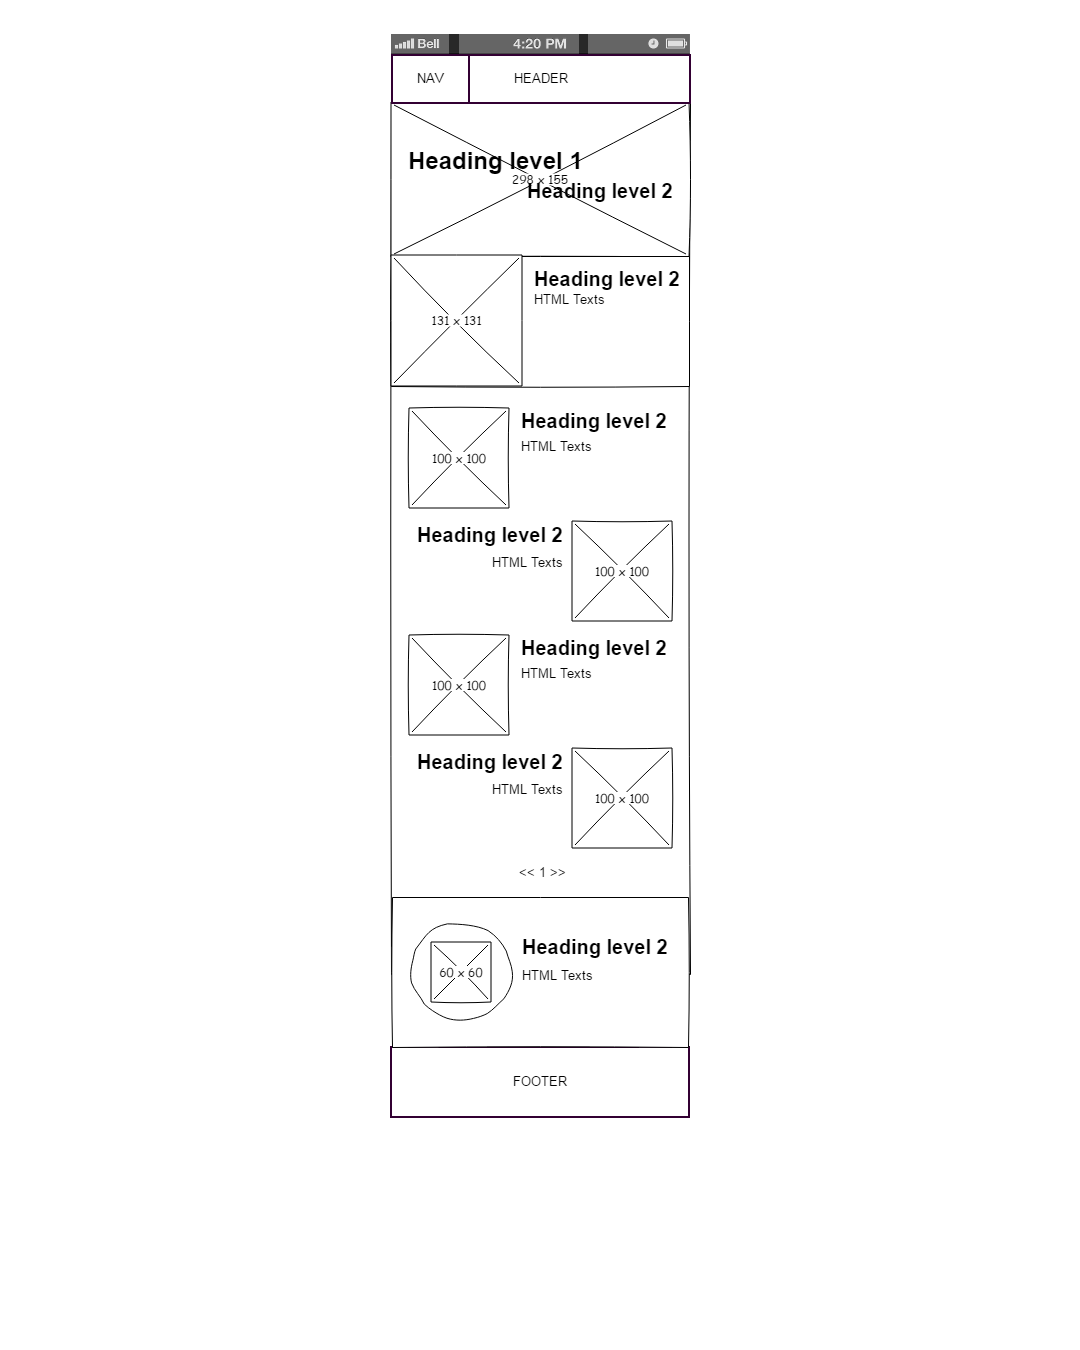 Bell 4:20 PM
NAV HEADER
Heading level 1
298 x 155
Heading level 2
131 x 131
Heading level 2
HTML Texts
100 x 100
Heading level 2
HTML Texts
Heading level 2
HTML Texts
100 x 100
100 x 100
Heading level 2
HTML Texts
Heading level 2
HTML Texts
100 x 100
<< 1 >>
60 x 60
Heading level 2
HTML Texts
FOOTER